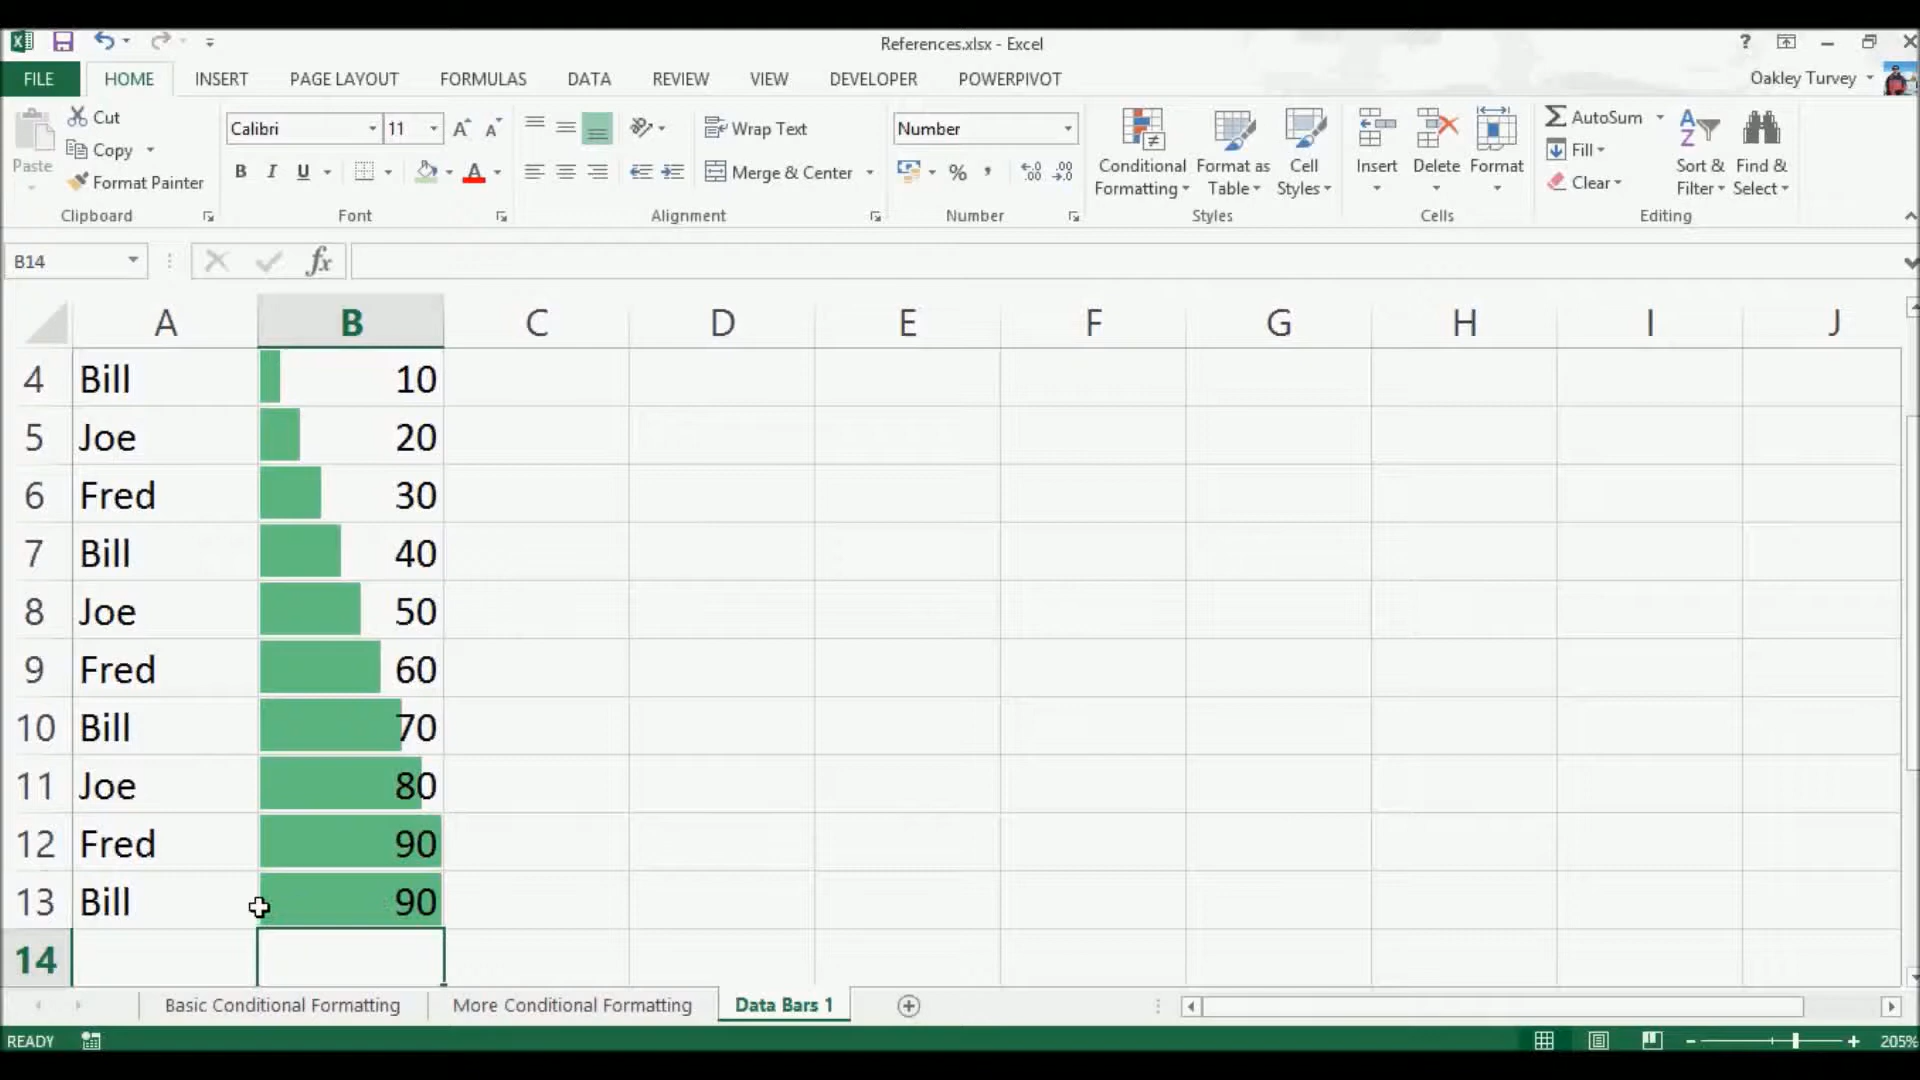 References.xlsx - Excel
?
FILE HOME INSERT PAGE LAYOUT FORMULAS DATA REVIEW VIEW DEVELOPER POWERPIVOT Oakley Turvey
Paste
Cut
Copy
Format Painter
Clipboard
Calibri 11 A A
B I U A
Font
Wrap Text
Merge & Center
Alignment
Number
% , .00 .0
Number
Conditional Formatting
Format as Table
Cell Styles
Styles
Insert Delete Format
Cells
AutoSum
Fill
Clear
Sort & Filter
Find & Select
Editing
B14 fx
A B C D E F G H I J
4 Bill 10
5 Joe 20
6 Fred 30
7 Bill 40
8 Joe 50
9 Fred 60
10 Bill 70
11 Joe 80
12 Fred 90
13 Bill 90
14
Basic Conditional Formatting More Conditional Formatting Data Bars 1
READY 205%